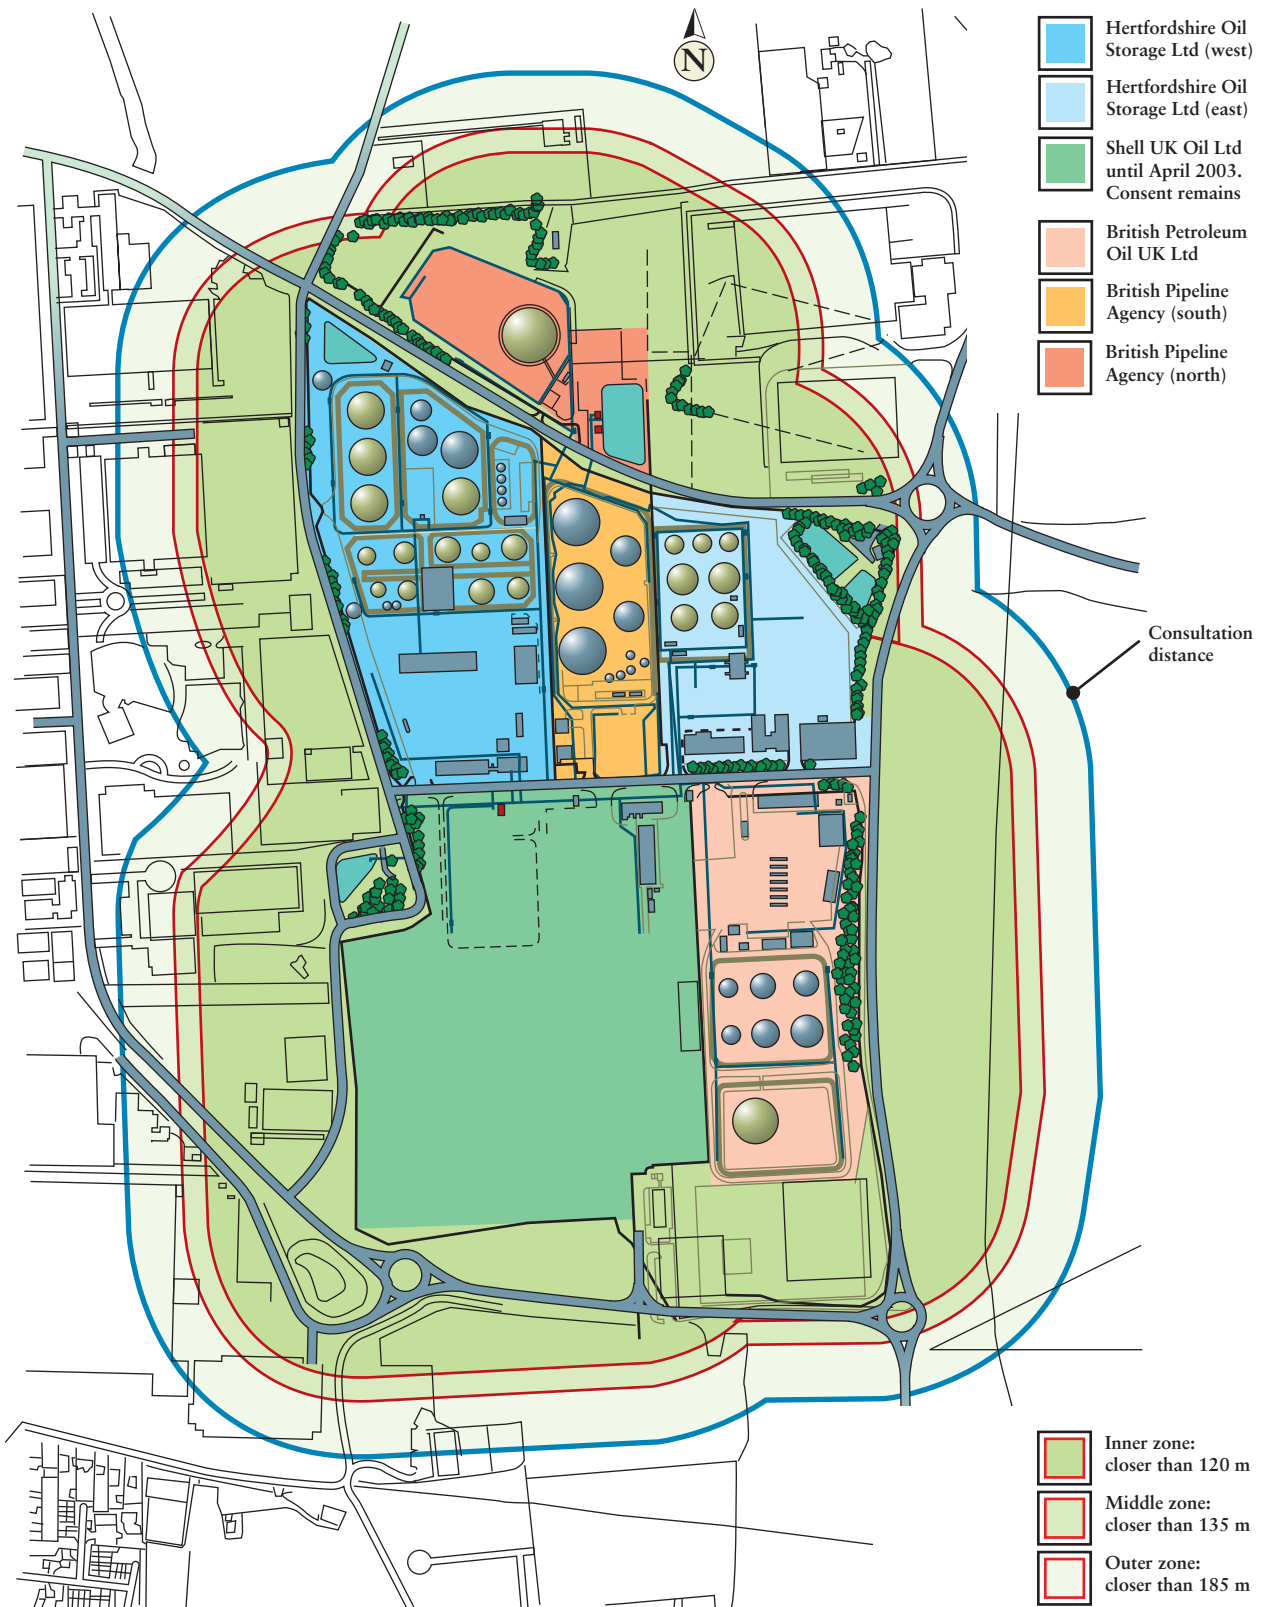 N
Hertfordshire Oil
Storage Ltd (west)
Hertfordshire Oil
Storage Ltd (east)
Shell UK Oil Ltd
until April 2003.
Consent remains
British Petroleum
Oil UK Ltd
British Pipeline
Agency (south)
British Pipeline
Agency (north)
Consultation
distance
Inner zone:
closer than 120 m
Middle zone:
closer than 135 m
Outer zone:
closer than 185 m